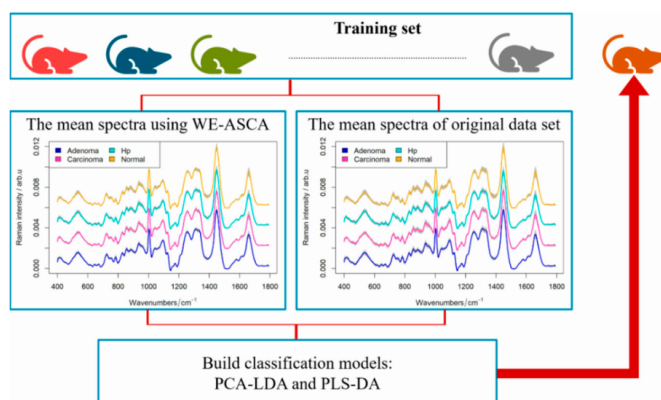 Training set
The mean spectra using WE-ASCA
The mean spectra of original data set
Adenoma Hp
Carcinoma Normal
Raman intensity / arb.u
0.012
0.008
0.004
0.000
400 600 800 1000 1200 1400 1600 1800
Wavenumbers/cm⁻¹
Adenoma Hp
Carcinoma Normal
Raman intensity / arb.u
0.012
0.008
0.004
0.000
400 600 800 1000 1200 1400 1600 1800
Wavenumbers/cm⁻¹
Build classification models:
PCA-LDA and PLS-DA